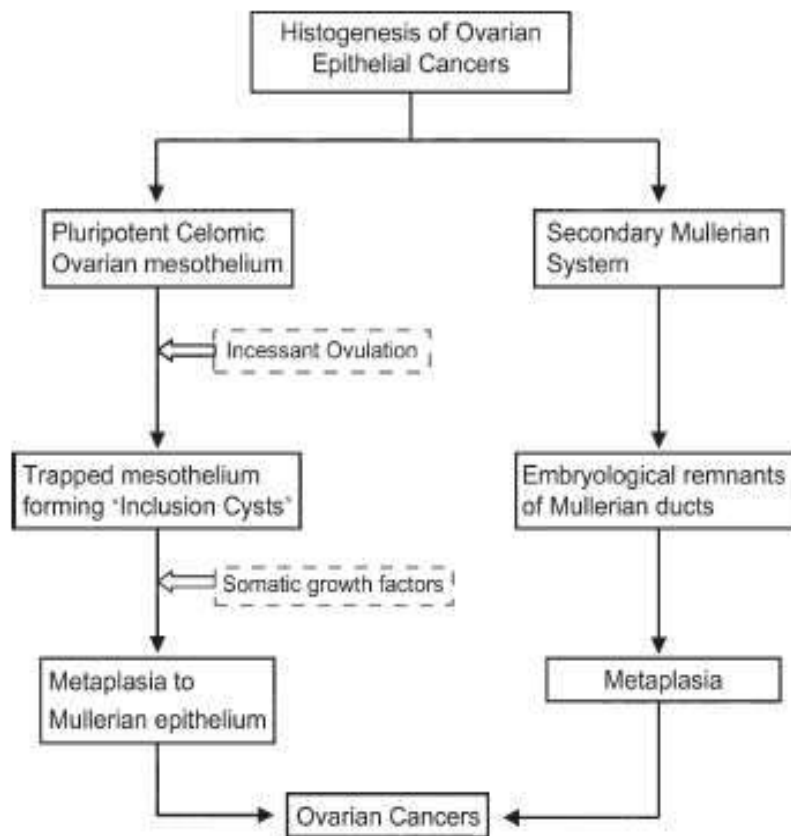 Histogenesis of Ovarian
Epithelial Cancers
Pluripotent Celomic
Ovarian mesothelium
Secondary Mullerian
System
Incessant Ovulation
Trapped mesothelium
forming "Inclusion Cysts"
Embryological remnants
of Mullerian ducts
Somatic growth factors
Metaplasia to
Mullerian epithelium
Metaplasia
Ovarian Cancers